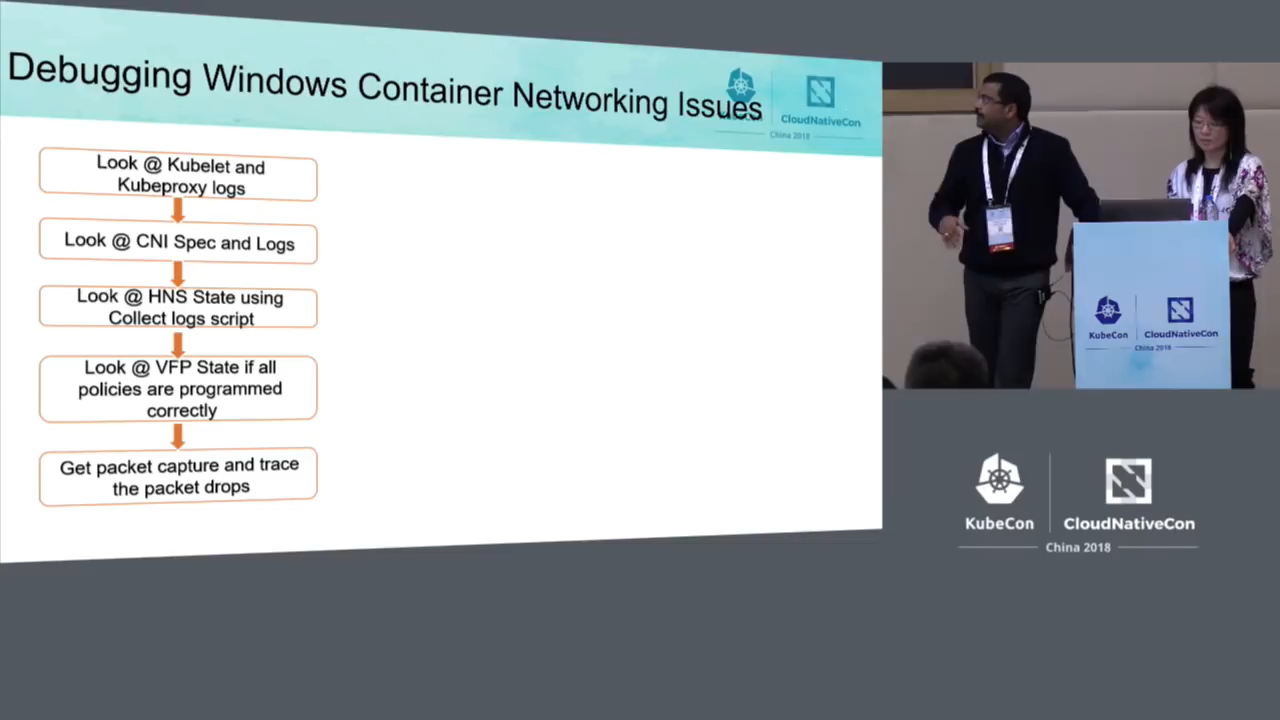 Debugging Windows Container Networking Issues
CloudNativeCon
China 2018
Look @ Kubelet and
Kubeproxy logs
Look @ CNI Spec and Logs
Look @ HNS State using
Collect logs script
Look @ VFP State if all
policies are programmed
correctly
Get packet capture and trace
the packet drops
KubeCon
CloudNativeCon
China 2018
KubeCon
CloudNativeCon
China 2018